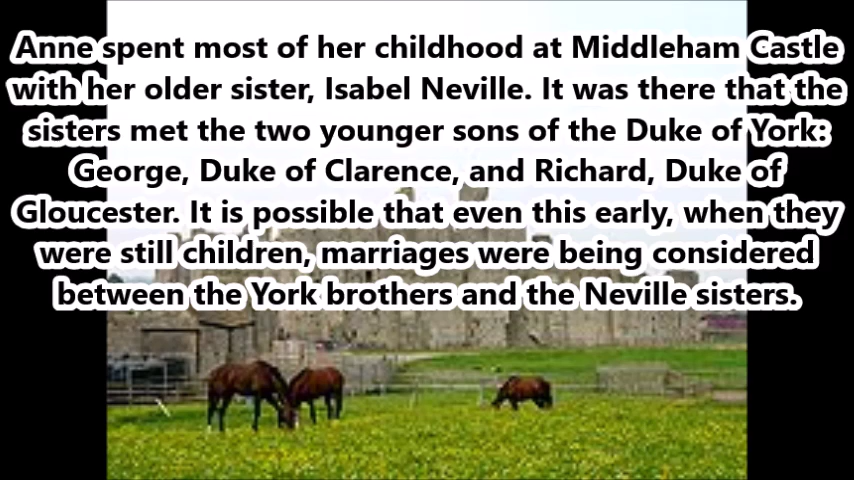 Anne spent most of her childhood at Middleham Castle
with her older sister, Isabel Neville. It was there that the
sisters met the two younger sons of the Duke of York:
George, Duke of Clarence, and Richard, Duke of
Gloucester. It is possible that even this early, when they
were still children, marriages were being considered
between the York brothers and the Neville sisters.